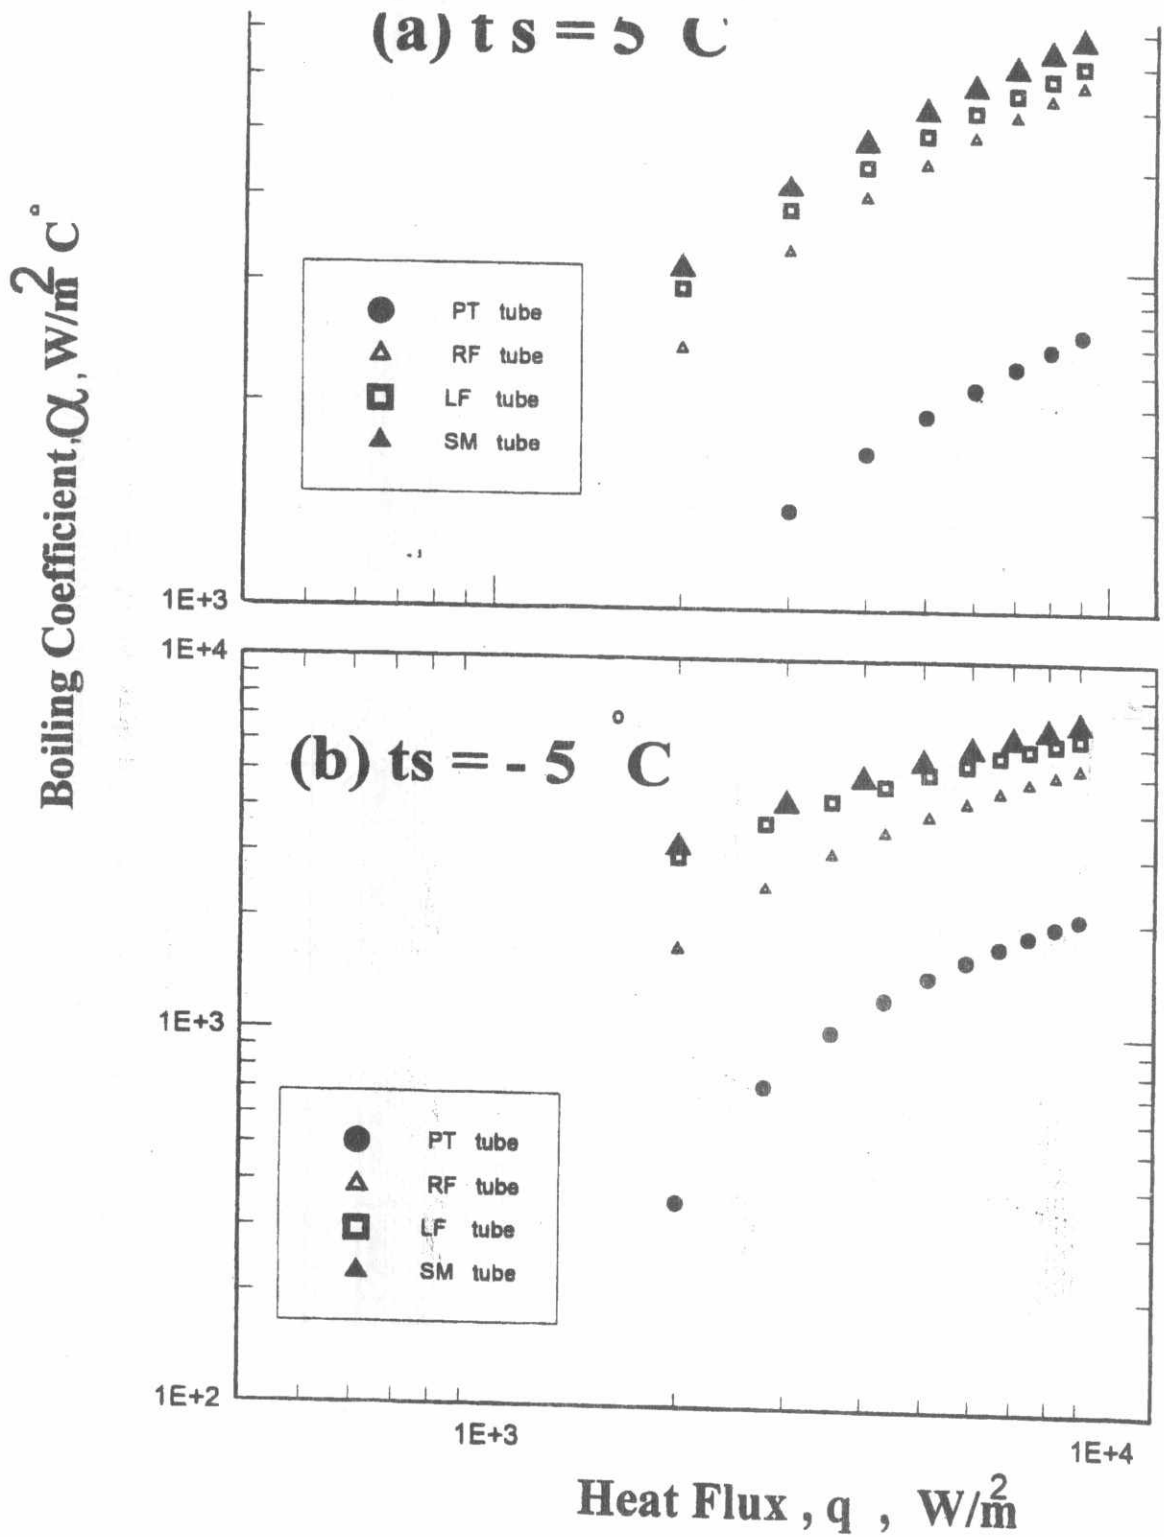 (a) t s = 5 C
Boiling Coefficient, α, W/m² C°
PT tube
RF tube
LF tube
SM tube
1E+3
1E+4
(b) ts = - 5 °C
1E+3
PT tube
RF tube
LF tube
SM tube
1E+2
1E+3
1E+4
Heat Flux , q , W/m²